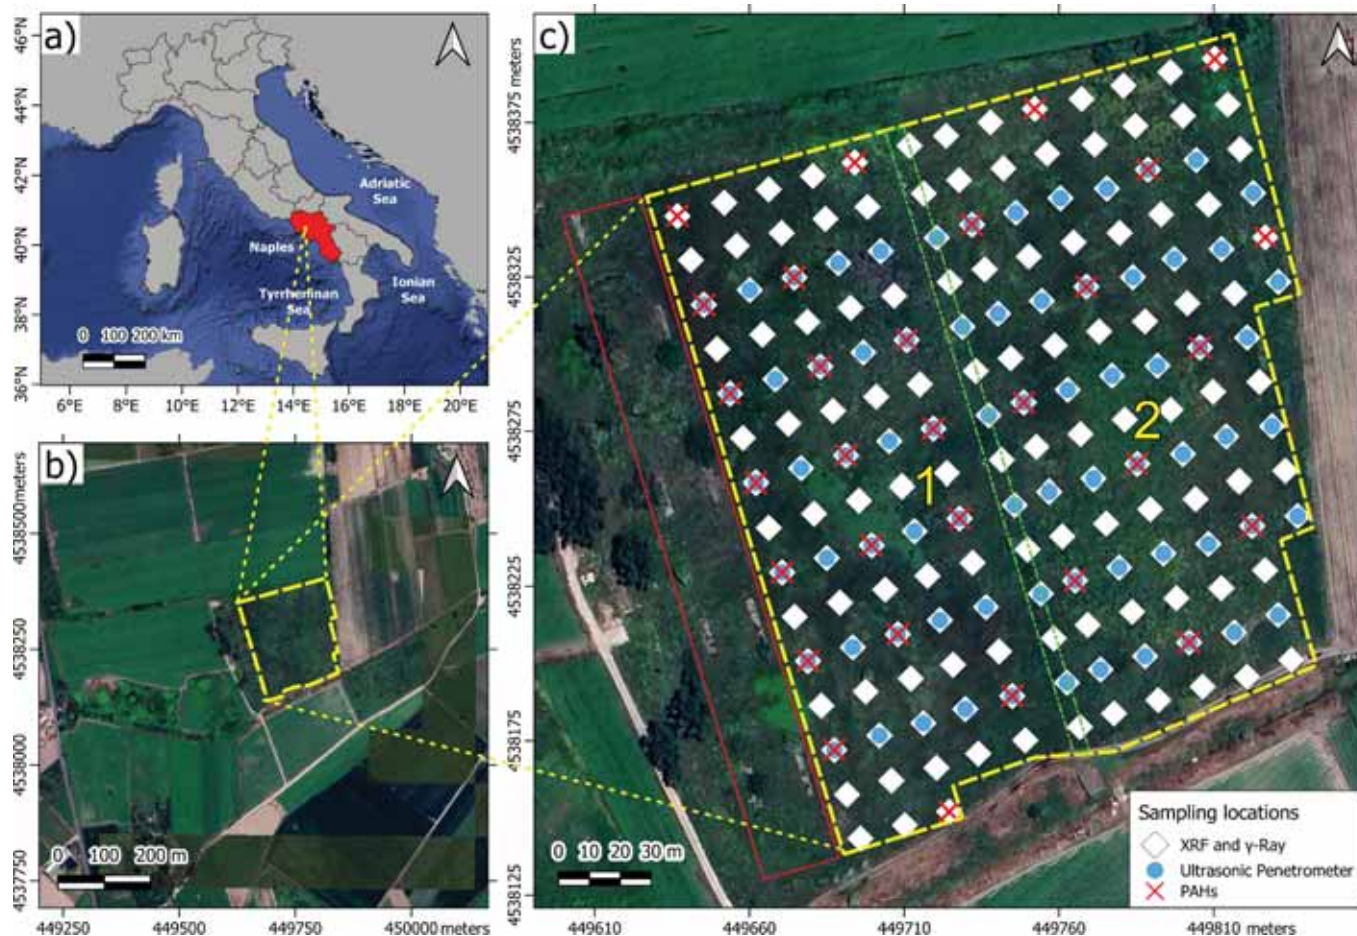 a)
46°N
44°N
42°N
40°N
38°N
36°N
Adriatic
Sea
Naples
Ionian
Sea
Tyrrhennan
Sea
0 100 200 km
6°E 8°E 10°E 12°E 14°E 16°E 18°E 20°E
b)
4538500 meters
4538250
4538000
4537750
0 100 200 m
449250 449500 449750 450000 meters
c)
4538375 meters
4538325
4538275
4538225
4538175
4538125
1
2
0 10 20 30 m
449610 449660 449710 449760 449810 meters
Sampling locations
XRF and γ-Ray
Ultrasonic Penetrometer
PAHs